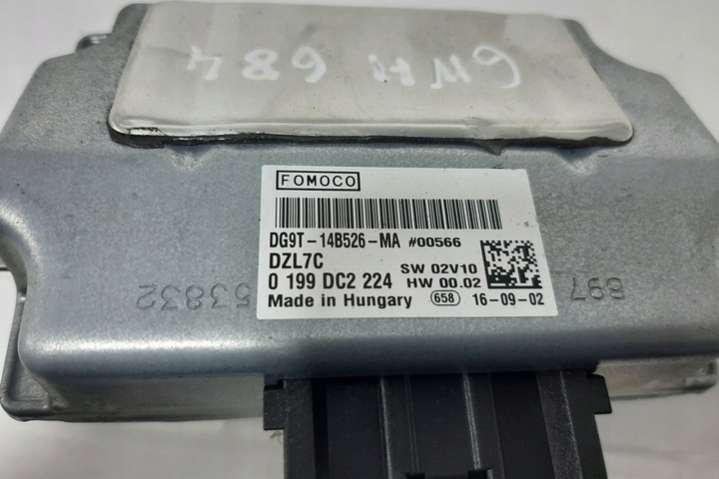 6WA 684
FOMOCO
DG9T-14B526-MA #00566
DZL7C
SW 02V10
0 199 DC2 224
HW 00.02
Made in Hungary
658
16-09-02
53832
697